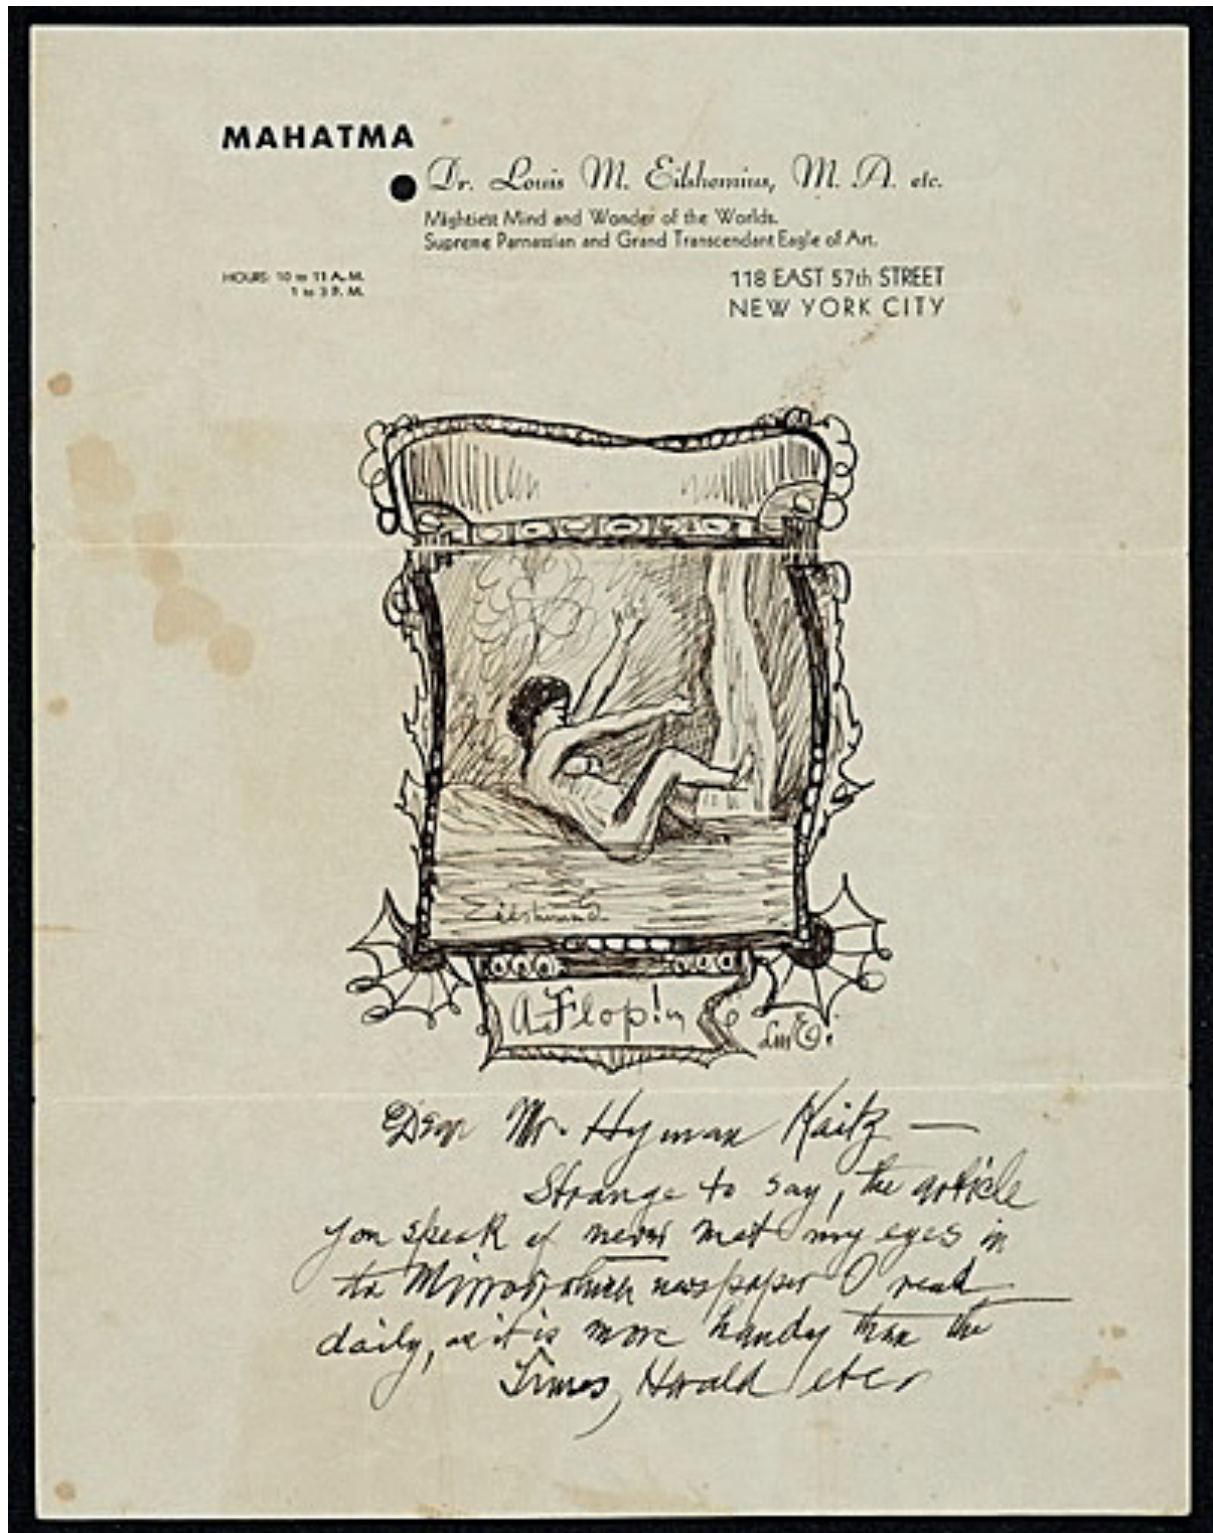 MAHATMA
Dr. Louis M. Eilshemius, M. A. etc.
Mightiest Mind and Wonder of the Worlds.
Supreme Parnassian and Grand Transcendant Eagle of Art.
HOURS: 10 to 11 A. M.
1 to 3 P. M.
118 EAST 57th STREET
NEW YORK CITY
A Flop!
Dear Mr. Hyman Kaitz —
Strange to say, the article
you speak of never met my eyes in
the Mirror, which newspaper I read
daily, as it is more handy than the
Times, Herald etc.